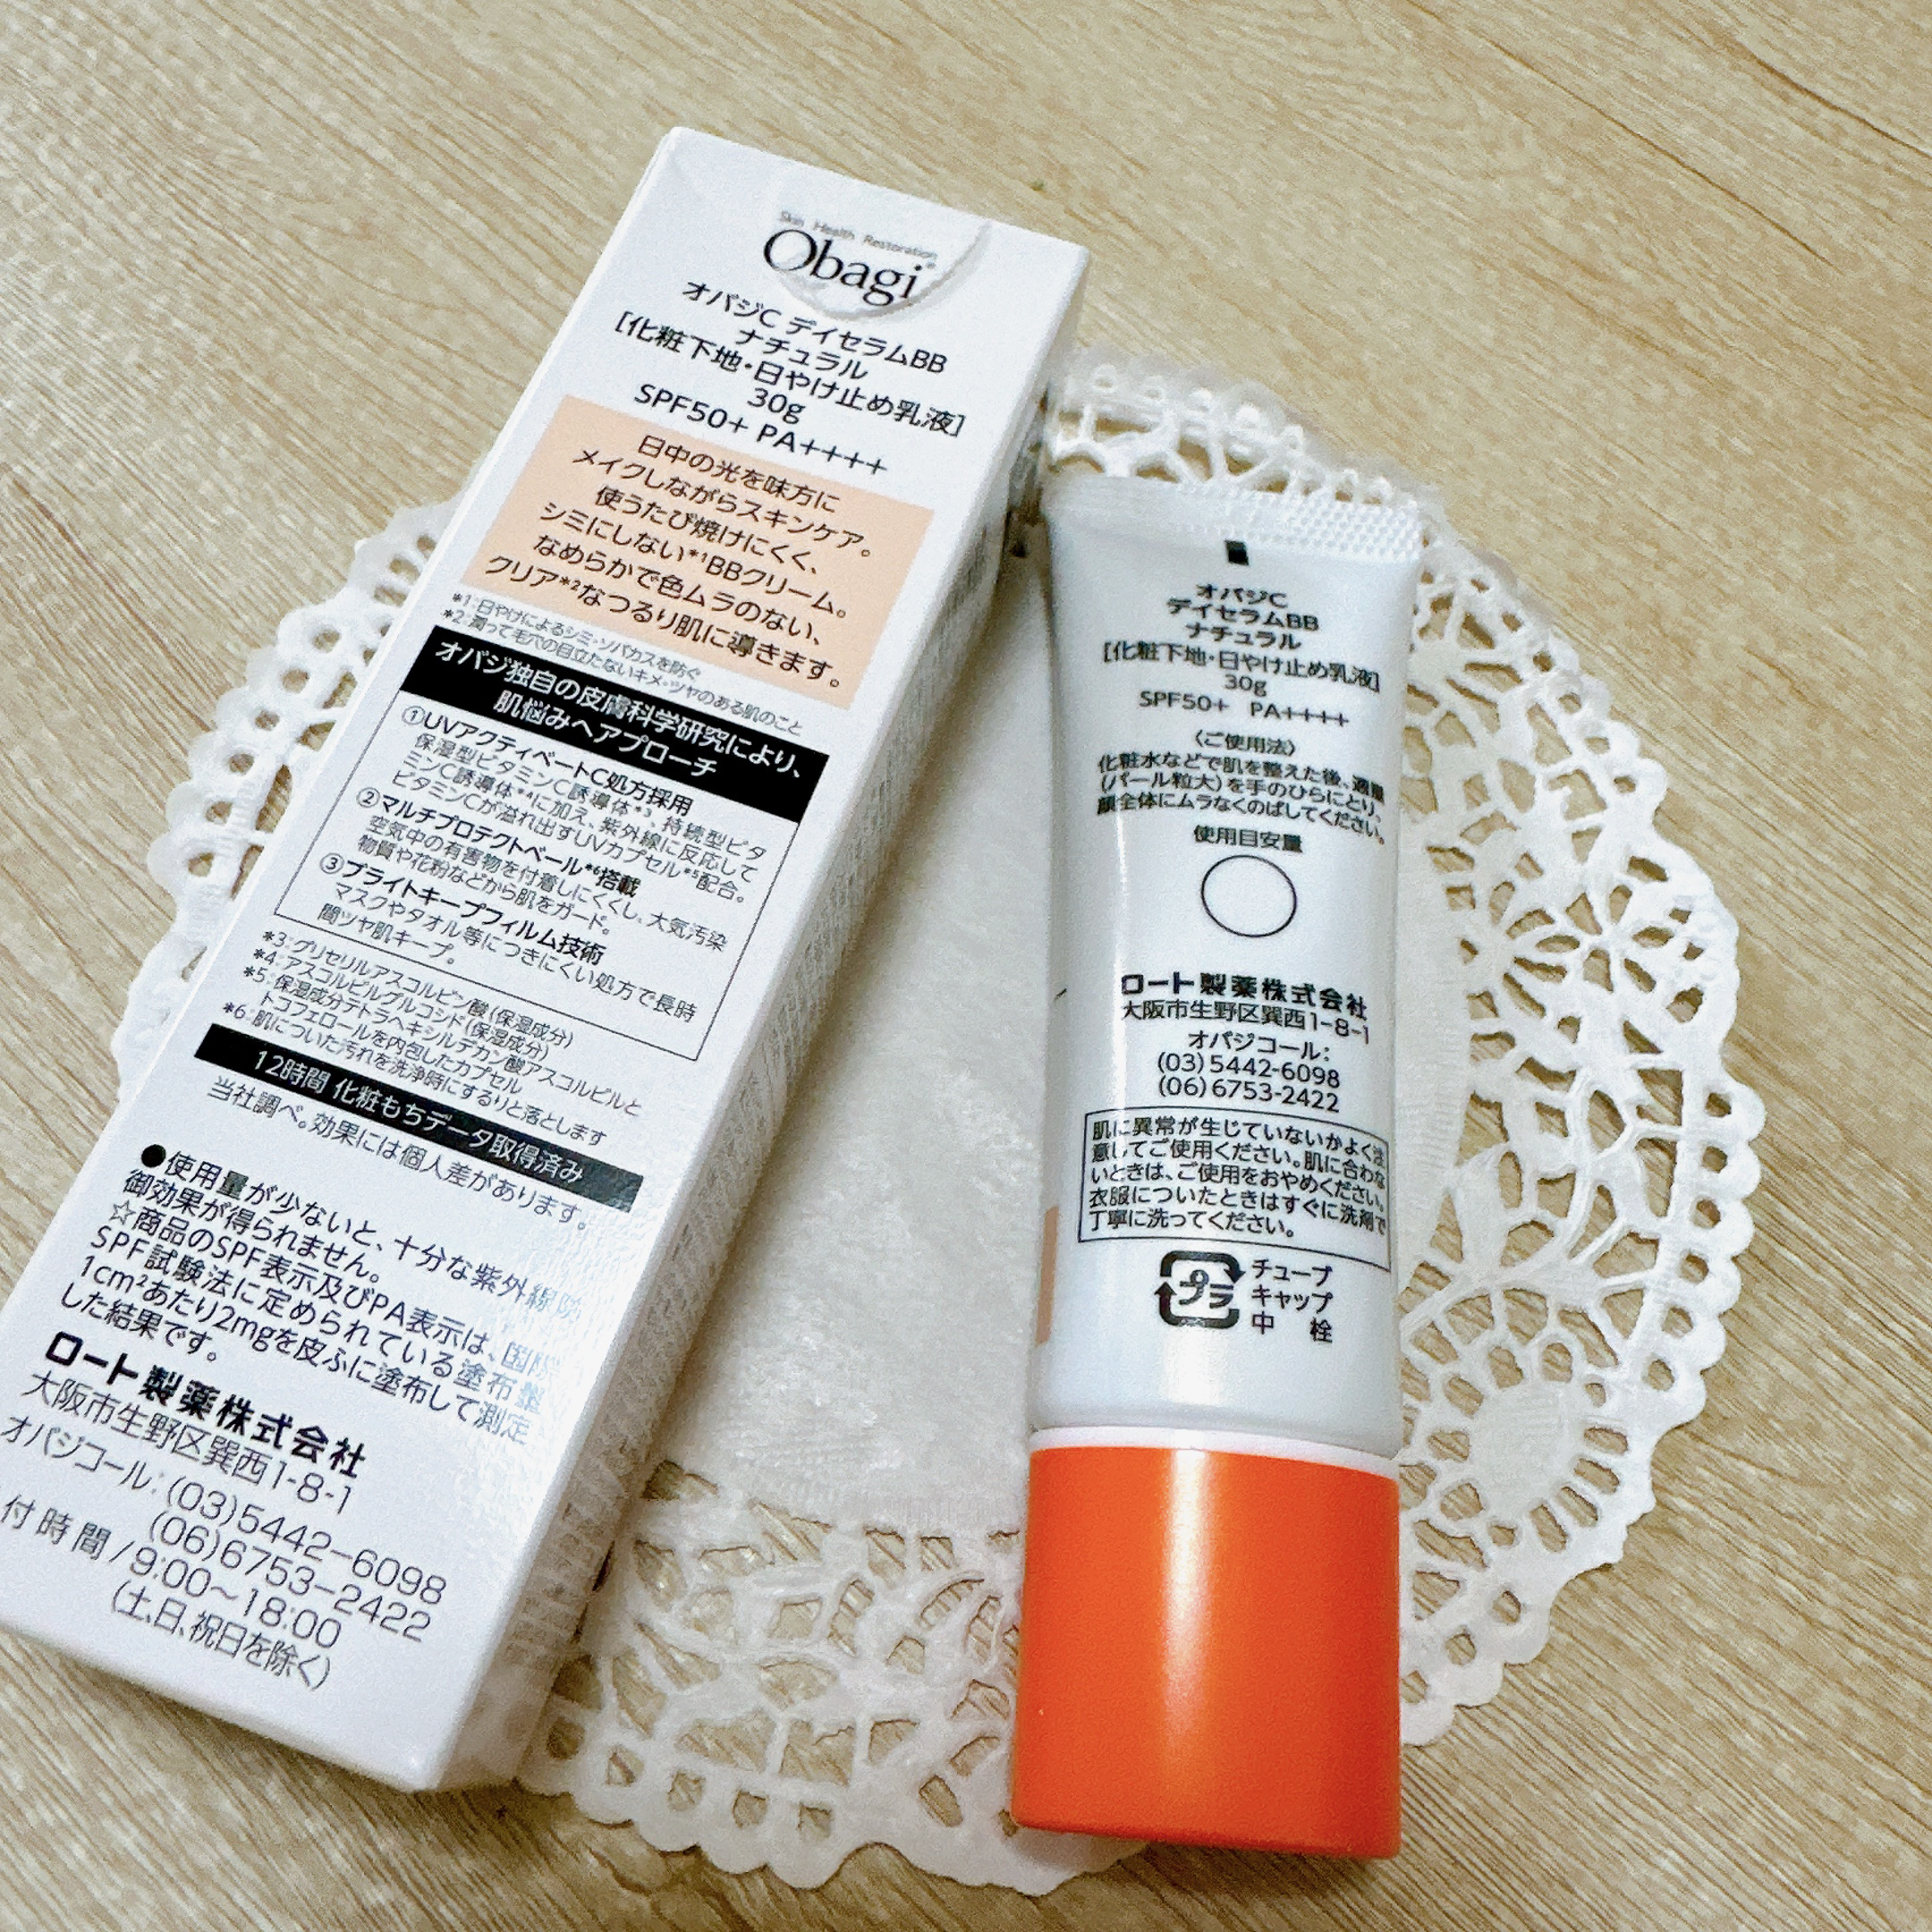 Skin Health Restoration
Obagi®
オバジC デイセラムBB
ナチュラル
[化粧下地・日やけ止め乳液]
30g
SPF50+ PA++++
日中の光を味方に
メイクしながらスキンケア。
使うたび焼けにくく、
シミにしない*1BBクリーム。
なめらかで色ムラのない、
クリア*2なつるり肌に導きます。
*1:日やけによるシミ・ソバカスを防ぐ
*2:潤って毛穴の目立たないキメ・ツヤのある肌のこと
オバジ独自の皮膚科学研究により、
肌悩みへアプローチ
①UVアクティベートC処方採用
保湿型ビタミンC誘導体*3、持続型ビタ
ミンC誘導体*4に加え、紫外線に反応して
ビタミンCが溢れ出すUVカプセル*5配合。
②マルチプロテクトベール*6搭載
空気中の有害物を付着しにくくし、大気汚染
物質や花粉などから肌をガード。
③ブライトキープフィルム技術
マスクやタオル等につきにくい処方で長時
間ツヤ肌キープ。
*3:グリセリルアスコルビン酸(保湿成分)
*4:アスコルビルグルコシド(保湿成分)
*5:保湿成分テトラヘキシルデカン酸アスコルビルと
トコフェロールを内包したカプセル
*6:肌についた汚れを洗浄時にするりと落とします
12時間 化粧もちデータ取得済み
当社調べ。効果には個人差があります。
●使用量が少ないと、十分な紫外線防
御効果が得られません。
☆商品のSPF表示及びPA表示は、国際
SPF試験法に定められている塗布量
1cm²あたり2mgを皮ふに塗布して測定
した結果です。
ロート製薬株式会社
大阪市生野区巽西1-8-1
オバジコール:(03)5442-6098
(06)6753-2422
付時間/9:00~18:00
(土、日、祝日を除く)
オバジC
デイセラムBB
ナチュラル
[化粧下地・日やけ止め乳液]
30g
SPF50+ PA++++
〈ご使用法〉
化粧水などで肌を整えた後、適量
(パール粒大)を手のひらにとり、
顔全体にムラなくのばしてください。
使用目安量
ロート製薬株式会社
大阪市生野区巽西1-8-1
オバジコール:
(03)5442-6098
(06)6753-2422
肌に異常が生じていないかよく注
意してご使用ください。肌に合わな
いときは、ご使用をおやめください。
衣服についたときはすぐに洗剤で
丁寧に洗ってください。
プラ
チューブ
キャップ
中 栓